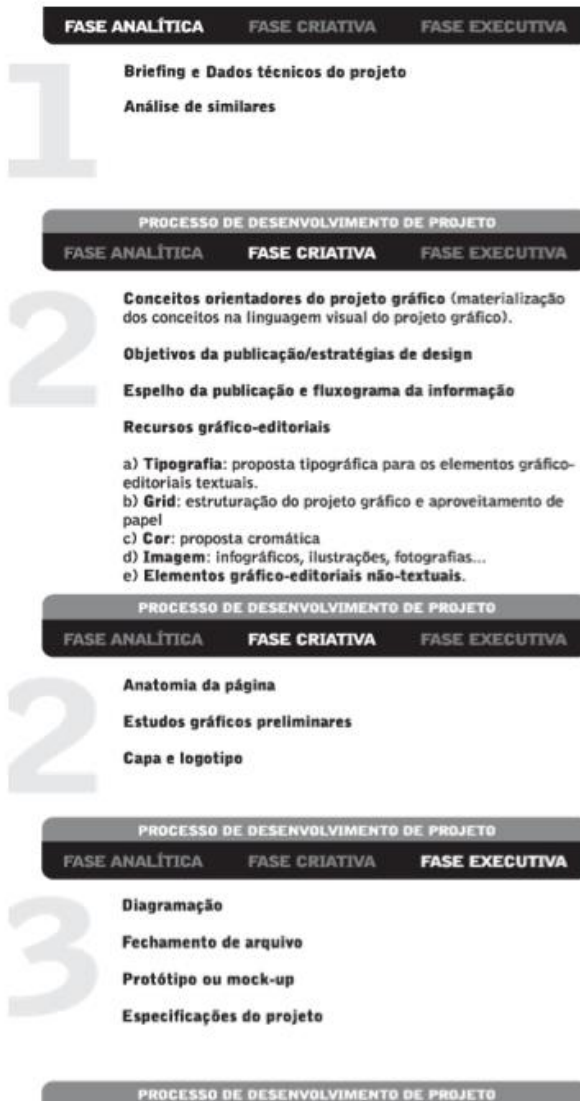 FASE ANALÍTICA FASE CRIATIVA FASE EXECUTIVA
1
Briefing e Dados técnicos do projeto
Análise de similares
PROCESSO DE DESENVOLVIMENTO DE PROJETO
FASE ANALÍTICA FASE CRIATIVA FASE EXECUTIVA
2
Conceitos orientadores do projeto gráfico (materialização
dos conceitos na linguagem visual do projeto gráfico).
Objetivos da publicação/estratégias de design
Espelho da publicação e fluxograma da informação
Recursos gráfico-editoriais
a) Tipografia: proposta tipográfica para os elementos gráfico-
editoriais textuais.
b) Grid: estruturação do projeto gráfico e aproveitamento de
papel
c) Cor: proposta cromática
d) Imagem: infográficos, ilustrações, fotografias...
e) Elementos gráfico-editoriais não-textuais.
PROCESSO DE DESENVOLVIMENTO DE PROJETO
FASE ANALÍTICA FASE CRIATIVA FASE EXECUTIVA
2
Anatomia da página
Estudos gráficos preliminares
Capa e logotipo
PROCESSO DE DESENVOLVIMENTO DE PROJETO
FASE ANALÍTICA FASE CRIATIVA FASE EXECUTIVA
3
Diagramação
Fechamento de arquivo
Protótipo ou mock-up
Especificações do projeto
PROCESSO DE DESENVOLVIMENTO DE PROJETO